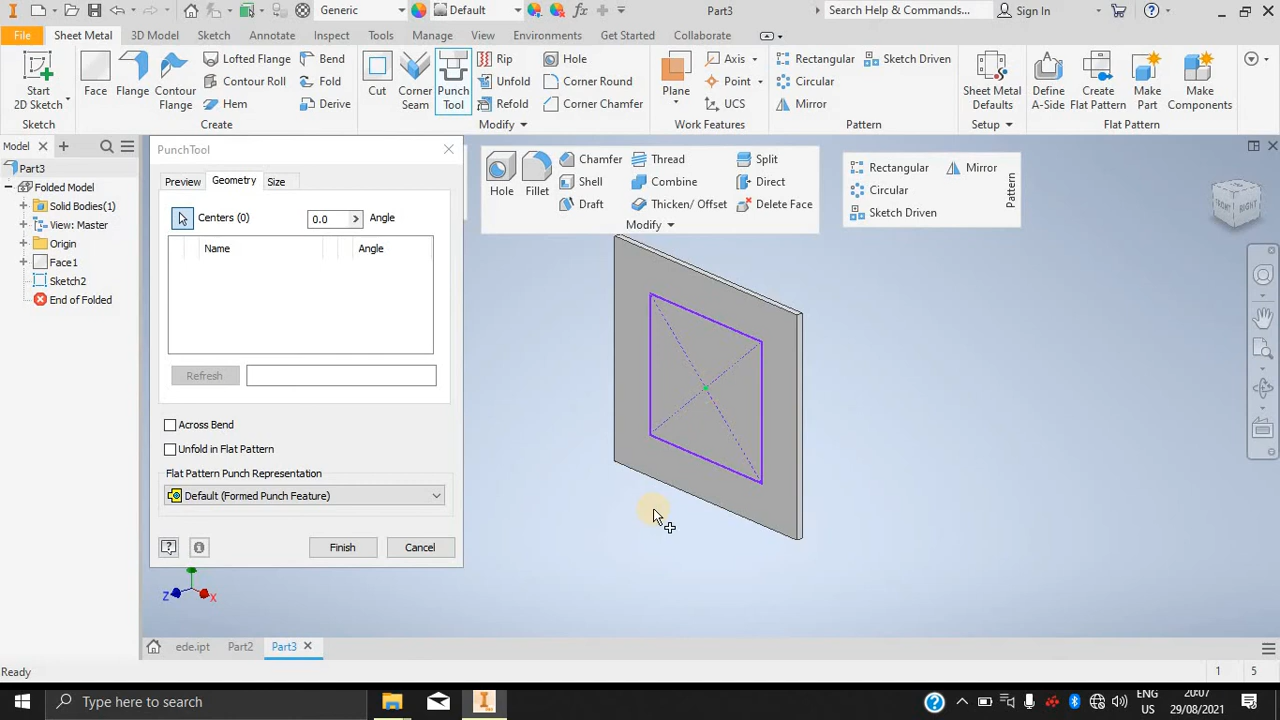 Generic
Default
Part3
Search Help & Commands...
Sign In
File
Sheet Metal
3D Model
Sketch
Annotate
Inspect
Tools
Manage
View
Environments
Get Started
Collaborate
Start
2D Sketch
Face
Flange
Contour
Flange
Lofted Flange
Contour Roll
Hem
Bend
Fold
Derive
Cut
Corner
Seam
Punch
Tool
Rip
Unfold
Refold
Hole
Corner Round
Corner Chamfer
Plane
Axis
Point
UCS
Rectangular
Sheet Driven
Circular
Mirror
Sheet Metal
Defaults
Define
A-Side
Create
Flat Pattern
Make
Part
Make
Components
Sketch
Create
Modify
Work Features
Pattern
Setup
Flat Pattern
Model
Part3
Folded Model
Solid Bodies(1)
View: Master
Origin
Face1
Sketch2
End of Folded
PunchTool
Preview
Geometry
Size
Centers (0)
0.0
Angle
Name
Angle
Refresh
Across Bend
Unfold in Flat Pattern
Flat Pattern Punch Representation
Default (Formed Punch Feature)
Finish
Cancel
Hole
Fillet
Chamfer
Shell
Draft
Thread
Combine
Thicken/ Offset
Split
Direct
Delete Face
Modify
Rectangular
Mirror
Circular
Sketch Driven
Pattern
FRONT
RIGHT
Z
X
ede.ipt
Part2
Part3
Ready
1
5
Type here to search
ENG
US
20:07
29/08/2021